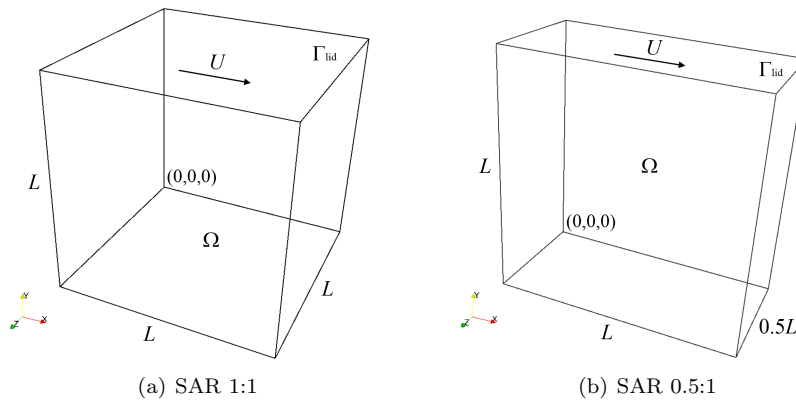 U
Γlid
L
(0,0,0)
Ω
L
L
Y
X
Z
(a) SAR 1:1
U
Γlid
L
Ω
(0,0,0)
L
0.5L
Y
X
Z
(b) SAR 0.5:1